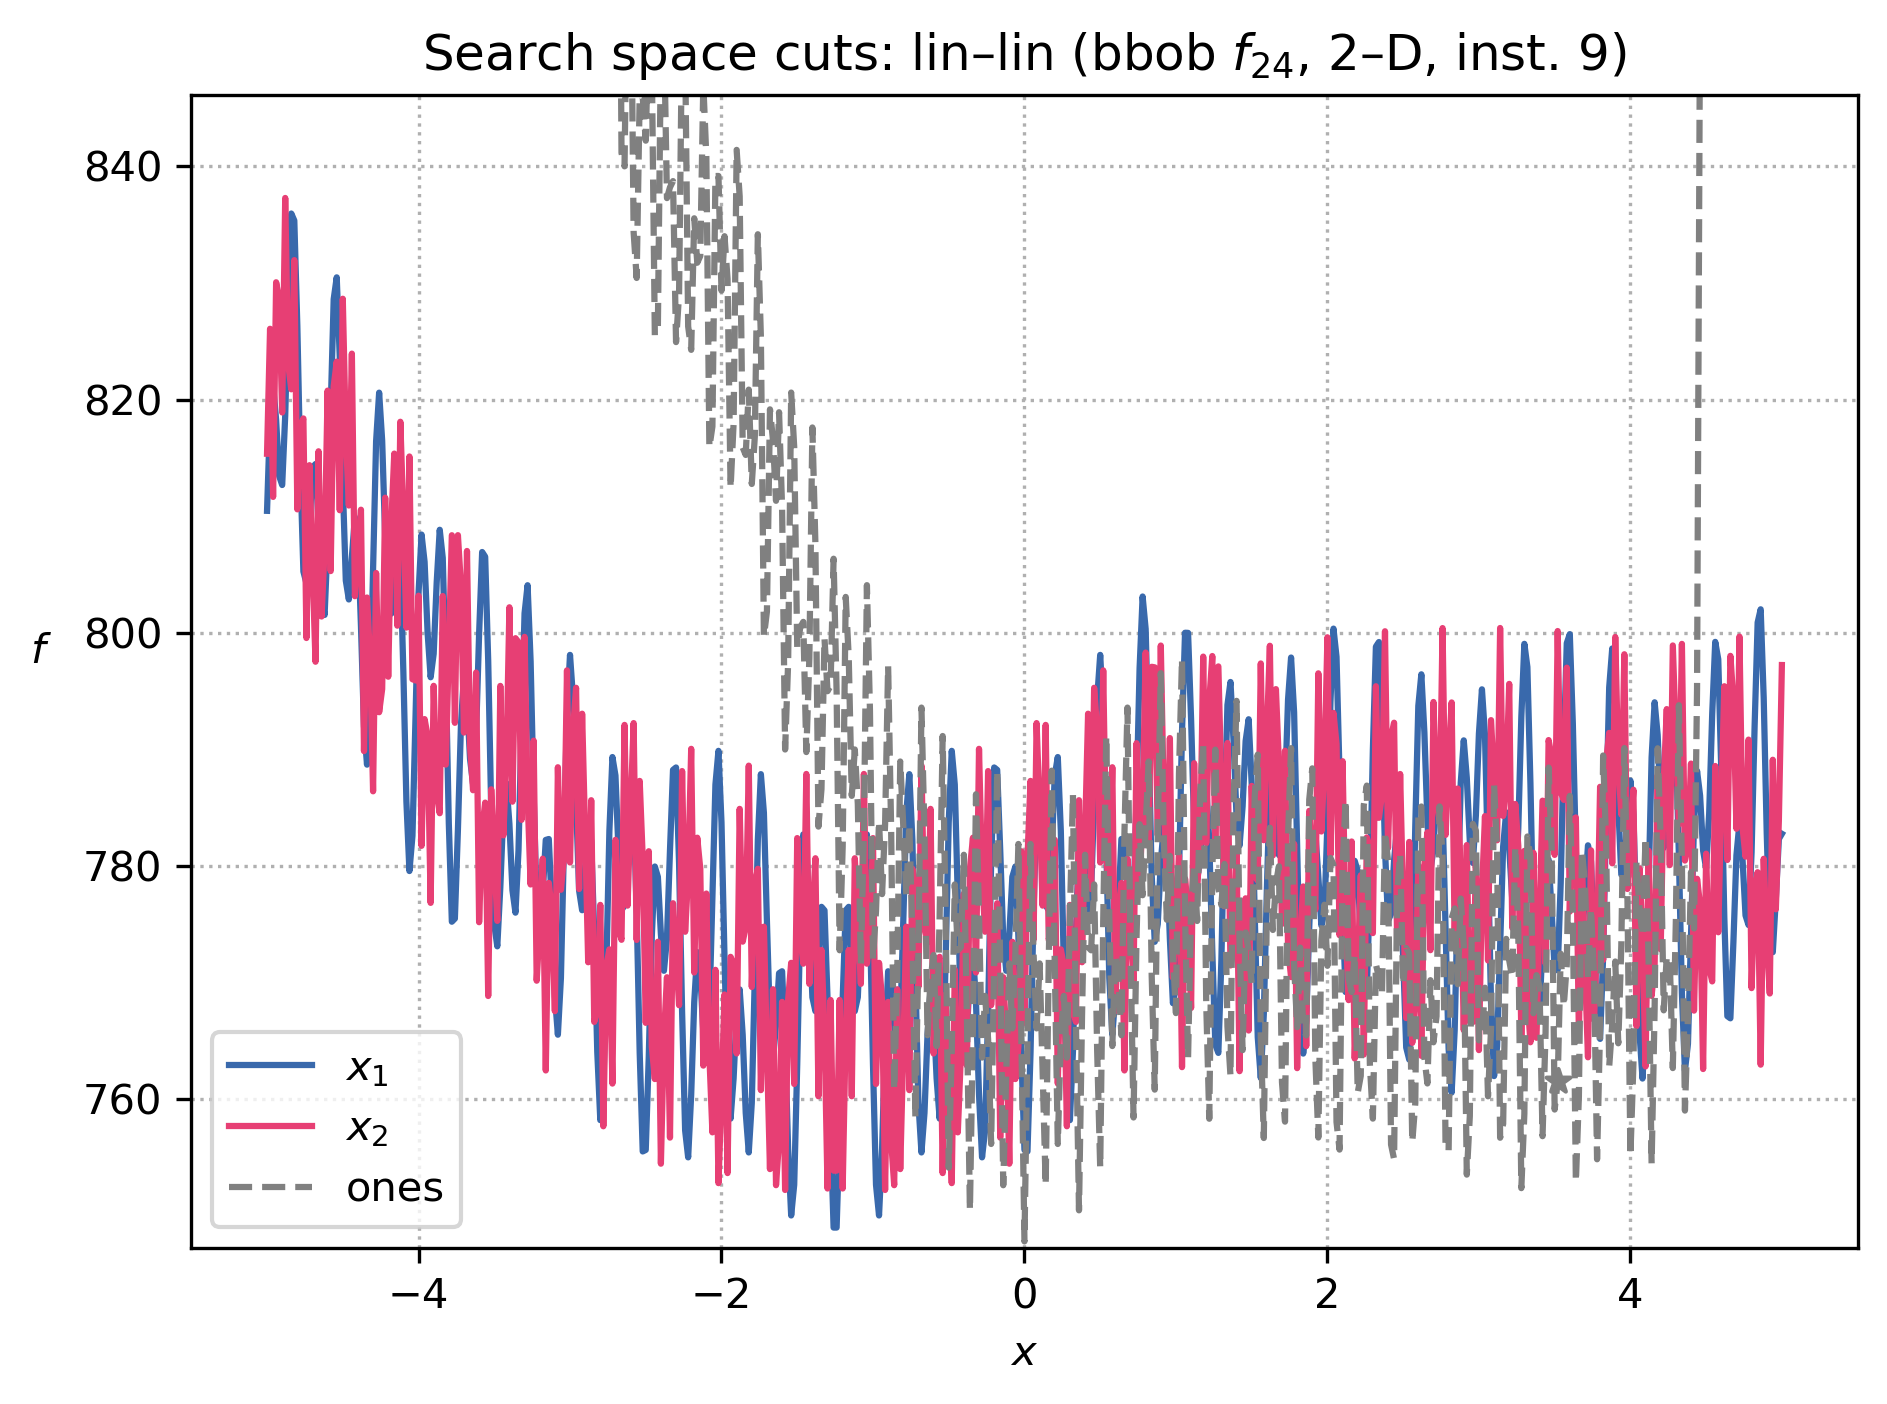 Search space cuts: lin–lin (bbob f₂₄, 2–D, inst. 9)
840
820
800
780
760
f
x₁
x₂
ones
−4
−2
0
2
4
x